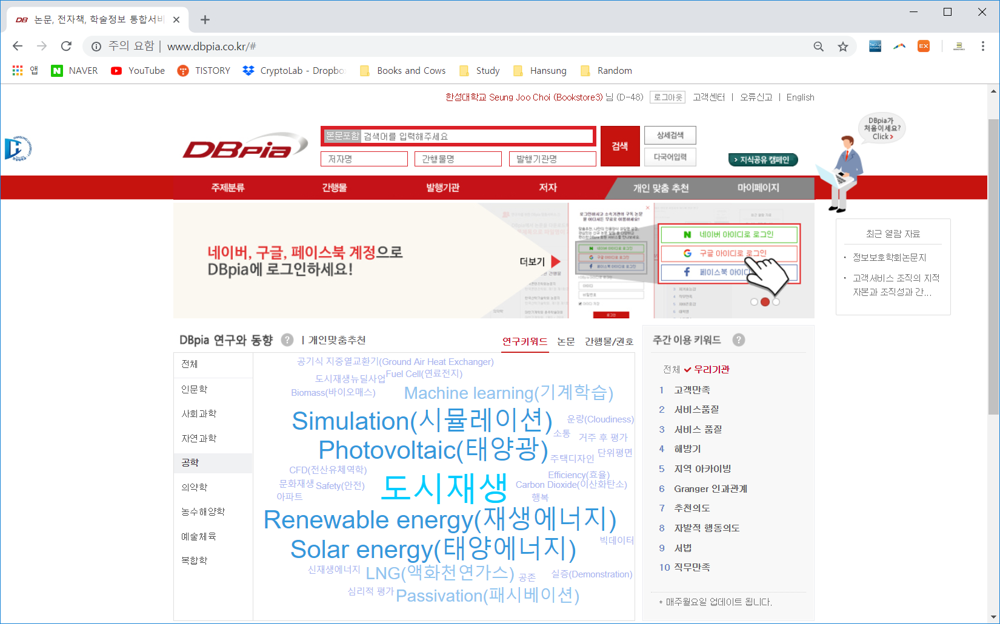 DB 논문, 전자책, 학술정보 통합서비
주의 요함 | www.dbpia.co.kr/#
앱 NAVER YouTube TISTORY CryptoLab - Dropbo Books and Cows Study Hansung Random
EX
한성대학교 Seung Joo Choi (Bookstore3) 님 (D-48) 로그아웃 고객센터 | 오류신고 | English
DBpia가
처음이세요?
Click
DBpia
본문포함 검색어를 입력해주세요
검색
상세검색
저자명 간행물명 발행기관명
다국어입력
지식공유 캠페인
주제분류 간행물 발행기관 저자 개인 맞춤 추천 마이페이지
네이버, 구글, 페이스북 계정으로
DBpia에 로그인하세요!
더보기
네이버 아이디로 로그인
구글 아이디로 로그인
페이스북 아이디
최근 열람 자료
· 정보보호학회논문지
· 고객서비스 조직의 지적
자본과 조직성과 간...
DBpia 연구와 동향 ? | 개인맞춤추천
연구키워드 논문 간행물/권호
전체
인문학
사회과학
자연과학
공학
의약학
농수해양학
예술체육
복합학
공기식 지중열교환기(Ground Air Heat Exchanger)
도시재생뉴딜사업 Fuel Cell(연료전지)
Biomass(바이오매스) Machine learning(기계학습)
Simulation(시뮬레이션) 운량(Cloudiness)
소통 거주 후 평가
Photovoltaic(태양광) 주택디자인 단위평면
CFD(전산유체역학) Efficiency(효율)
문화재생 Safety(안전) 도시재생 Carbon Dioxide(이산화탄소)
아파트 행복
Renewable energy(재생에너지)
Solar energy(태양에너지) 빅데이터
신재생에너지 LNG(액화천연가스) 공존 실증(Demonstration)
심리적 평가 Passivation(패시베이션)
주간 이용 키워드 ?
전체 우리기관
1 고객만족
2 서비스품질
3 서비스 품질
4 해방기
5 지역 아카이빙
6 Granger 인과관계
7 추천의도
8 자발적 행동의도
9 서법
10 직무만족
* 매주월요일 업데이트 됩니다.